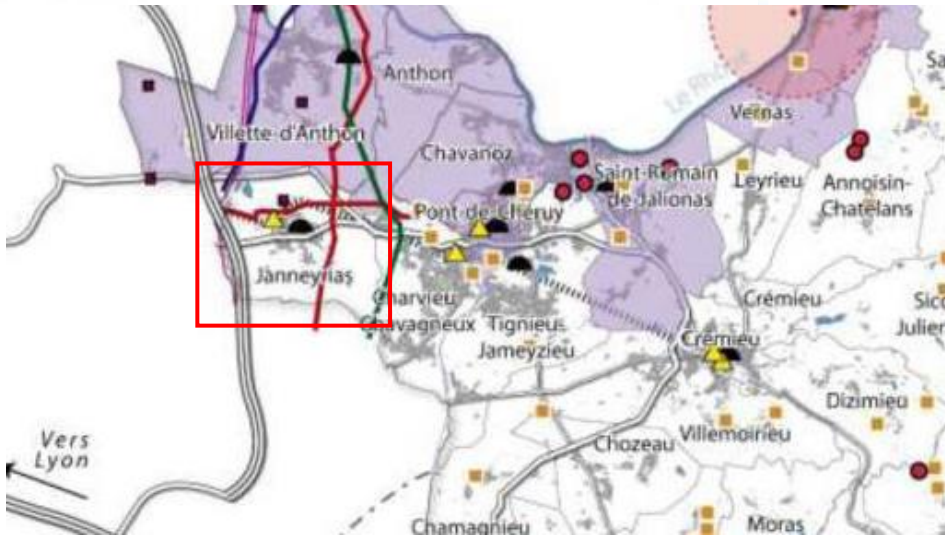 Anthon
Le Rhône
Vernas
Sa
Villette-d'Anthon
Chavanoz
Saint-Romain
de Jalionas
Leyrieu
Annoisin-
Chatelans
Pont-de-Chéruy
Janneyrias
Charvieu
Chavagneux
Tignieu
Jameyzieu
Crémieu
Crémieu
Sic
Julien
Dizimieu
Vers
Lyon
Chozeau
Villemoirieu
Chamagnieu
Moras